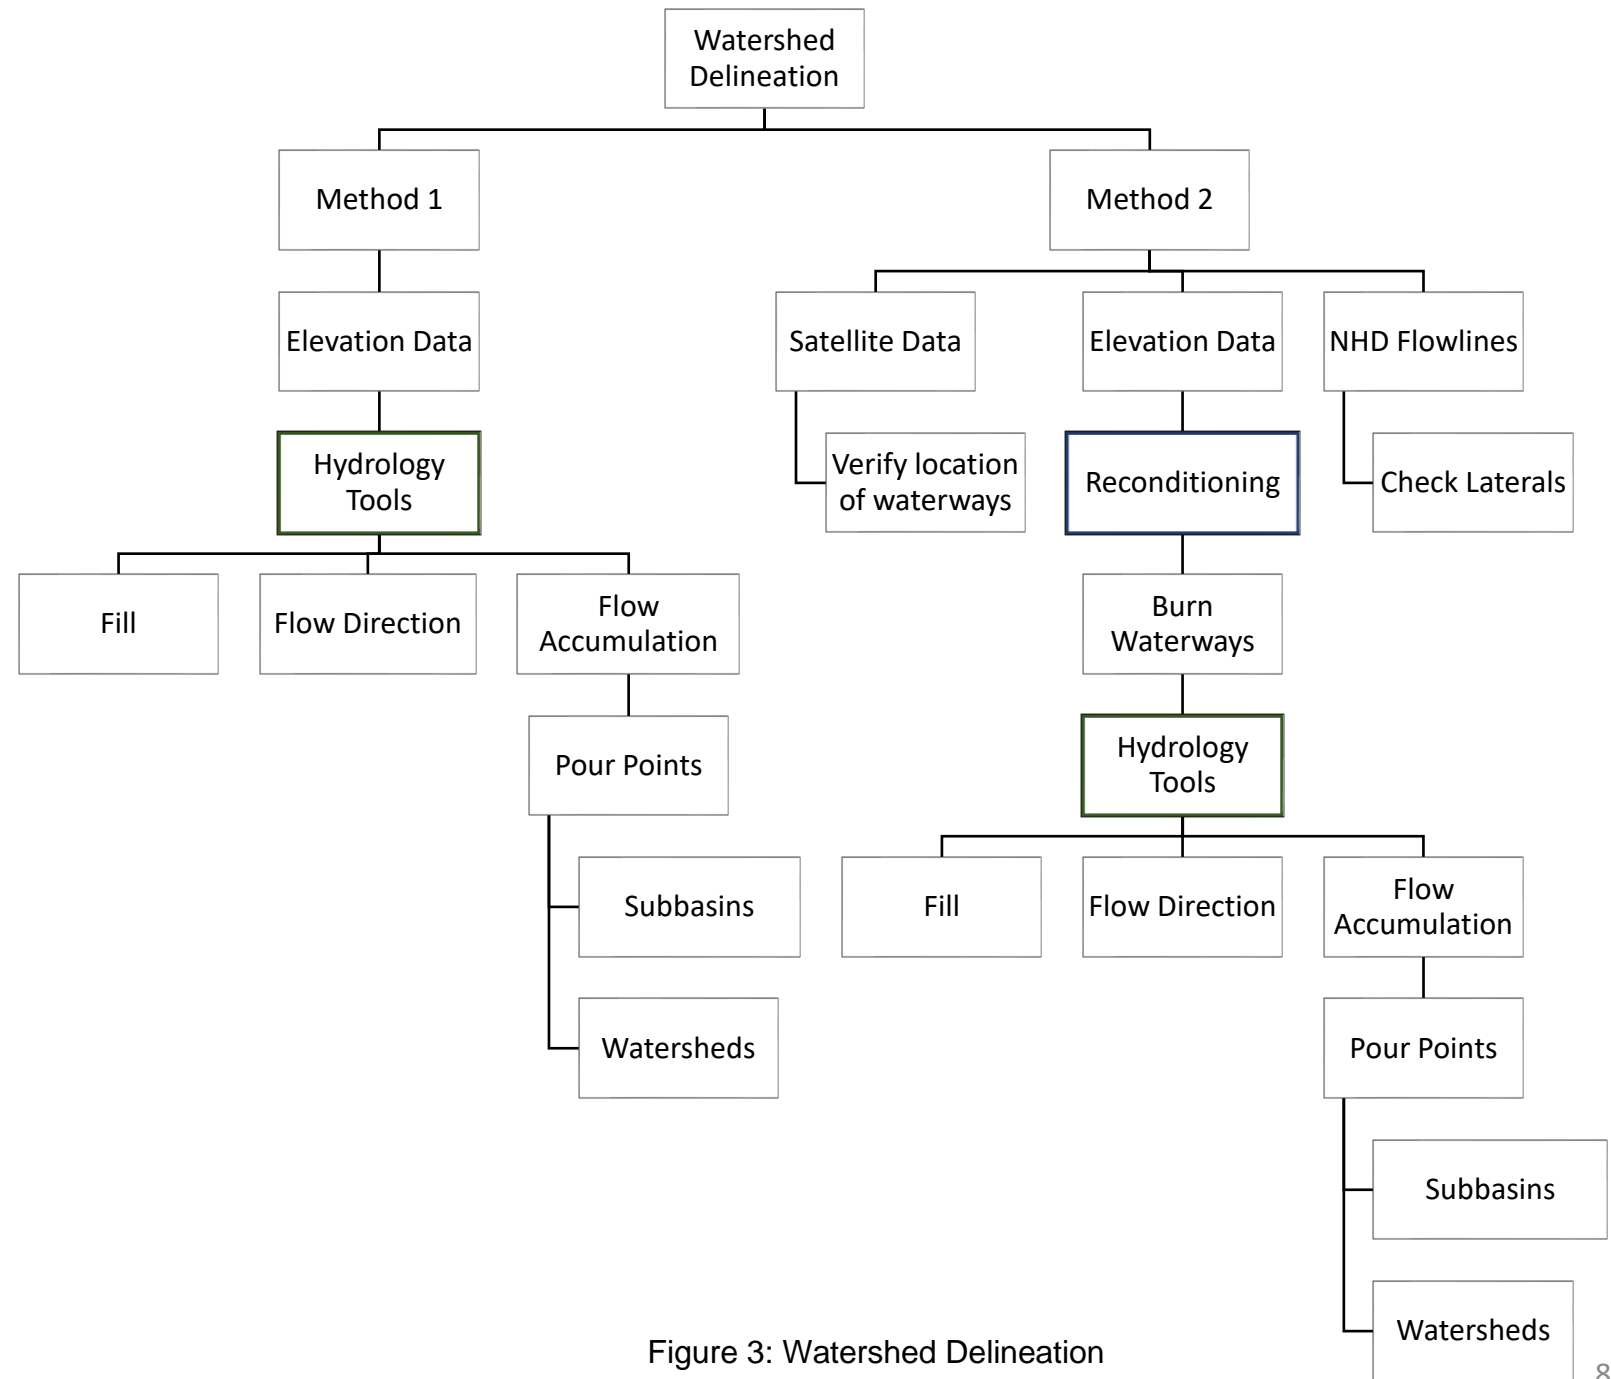 Watershed
Delineation
Method 1
Method 2
Elevation Data
Satellite Data
Elevation Data
NHD Flowlines
Hydrology
Tools
Verify location
of waterways
Reconditioning
Check Laterals
Fill
Flow Direction
Flow
Accumulation
Burn
Waterways
Pour Points
Hydrology
Tools
Subbasins
Fill
Flow Direction
Flow
Accumulation
Watersheds
Pour Points
Subbasins
Watersheds
Figure 3: Watershed Delineation
8